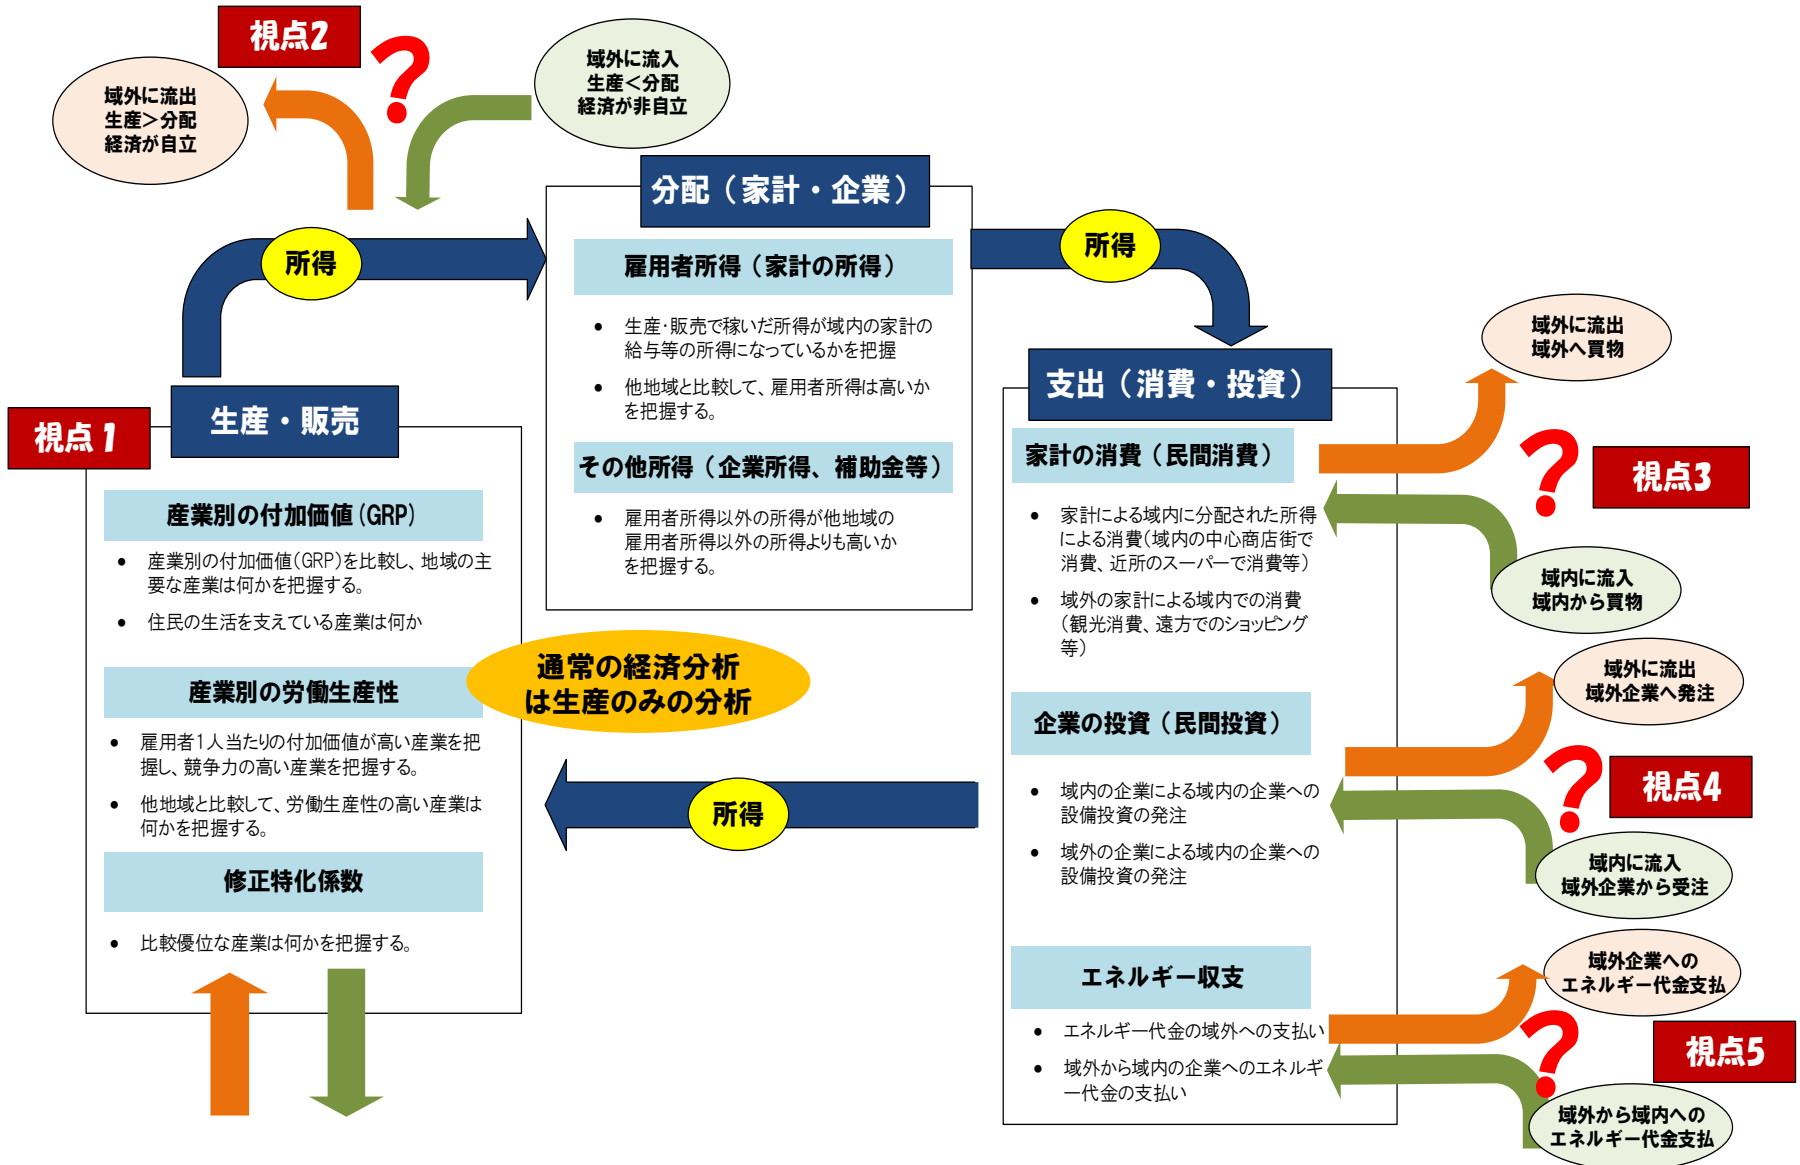 視点2
?
域外に流出
生産＞分配
経済が自立
域外に流入
生産＜分配
経済が非自立
所得
分配（家計・企業）
雇用者所得（家計の所得）
• 生産・販売で稼いだ所得が域内の家計の
給与等の所得になっているかを把握
• 他地域と比較して、雇用者所得は高いか
を把握する。
その他所得（企業所得、補助金等）
• 雇用者所得以外の所得が他地域の
雇用者所得以外の所得よりも高いか
を把握する。
所得
視点1
生産・販売
産業別の付加価値(GRP)
• 産業別の付加価値(GRP)を比較し、地域の主
要な産業は何かを把握する。
• 住民の生活を支えている産業は何か
産業別の労働生産性
• 雇用者1人当たりの付加価値が高い産業を把
握し、競争力の高い産業を把握する。
• 他地域と比較して、労働生産性の高い産業は
何かを把握する。
修正特化係数
• 比較優位な産業は何かを把握する。
通常の経済分析
は生産のみの分析
所得
支出（消費・投資）
家計の消費（民間消費）
• 家計による域内に分配された所得
による消費(域内の中心商店街で
消費、近所のスーパーで消費等)
• 域外の家計による域内での消費
（観光消費、遠方でのショッピング
等）
企業の投資（民間投資）
• 域内の企業による域内の企業への
設備投資の発注
• 域外の企業による域内の企業への
設備投資の発注
エネルギー収支
• エネルギー代金の域外への支払い
• 域外から域内の企業へのエネルギ
ー代金の支払い
域外に流出
域外へ買物
?
視点3
域内に流入
域内から買物
域外に流出
域外企業へ発注
?
視点4
域内に流入
域外企業から受注
域外企業への
エネルギー代金支払
?
視点5
域外から域内への
エネルギー代金支払